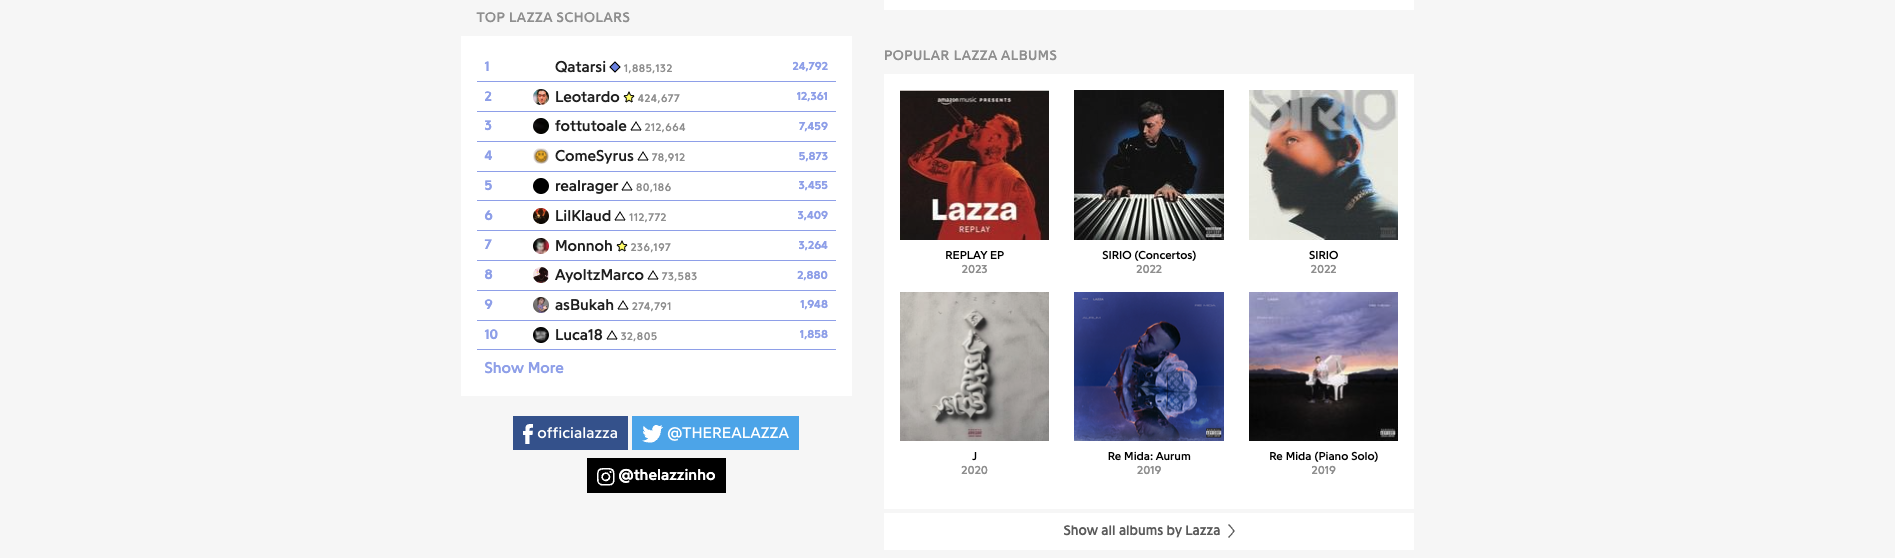 TOP LAZZA SCHOLARS
1 Qatarsi 1,885,132 24,792
2 Leotardo 424,677 12,361
3 fottutoale 212,664 7,459
4 ComeSyrus 78,912 5,873
5 realrager 80,186 3,455
6 LilKlaud 112,772 3,409
7 Monnoh 236,197 3,264
8 AyoItzMarco 73,583 2,880
9 asBukah 274,791 1,948
10 Luca18 32,805 1,858
Show More
officialazza
@THEREALAZZA
@thelazzinho
POPULAR LAZZA ALBUMS
amazon music PRESENTS
Lazza
REPLAY
SIRIO
REPLAY EP
2023
SIRIO (Concertos)
2022
SIRIO
2022
J
2020
Re Mida: Aurum
2019
Re Mida (Piano Solo)
2019
Show all albums by Lazza